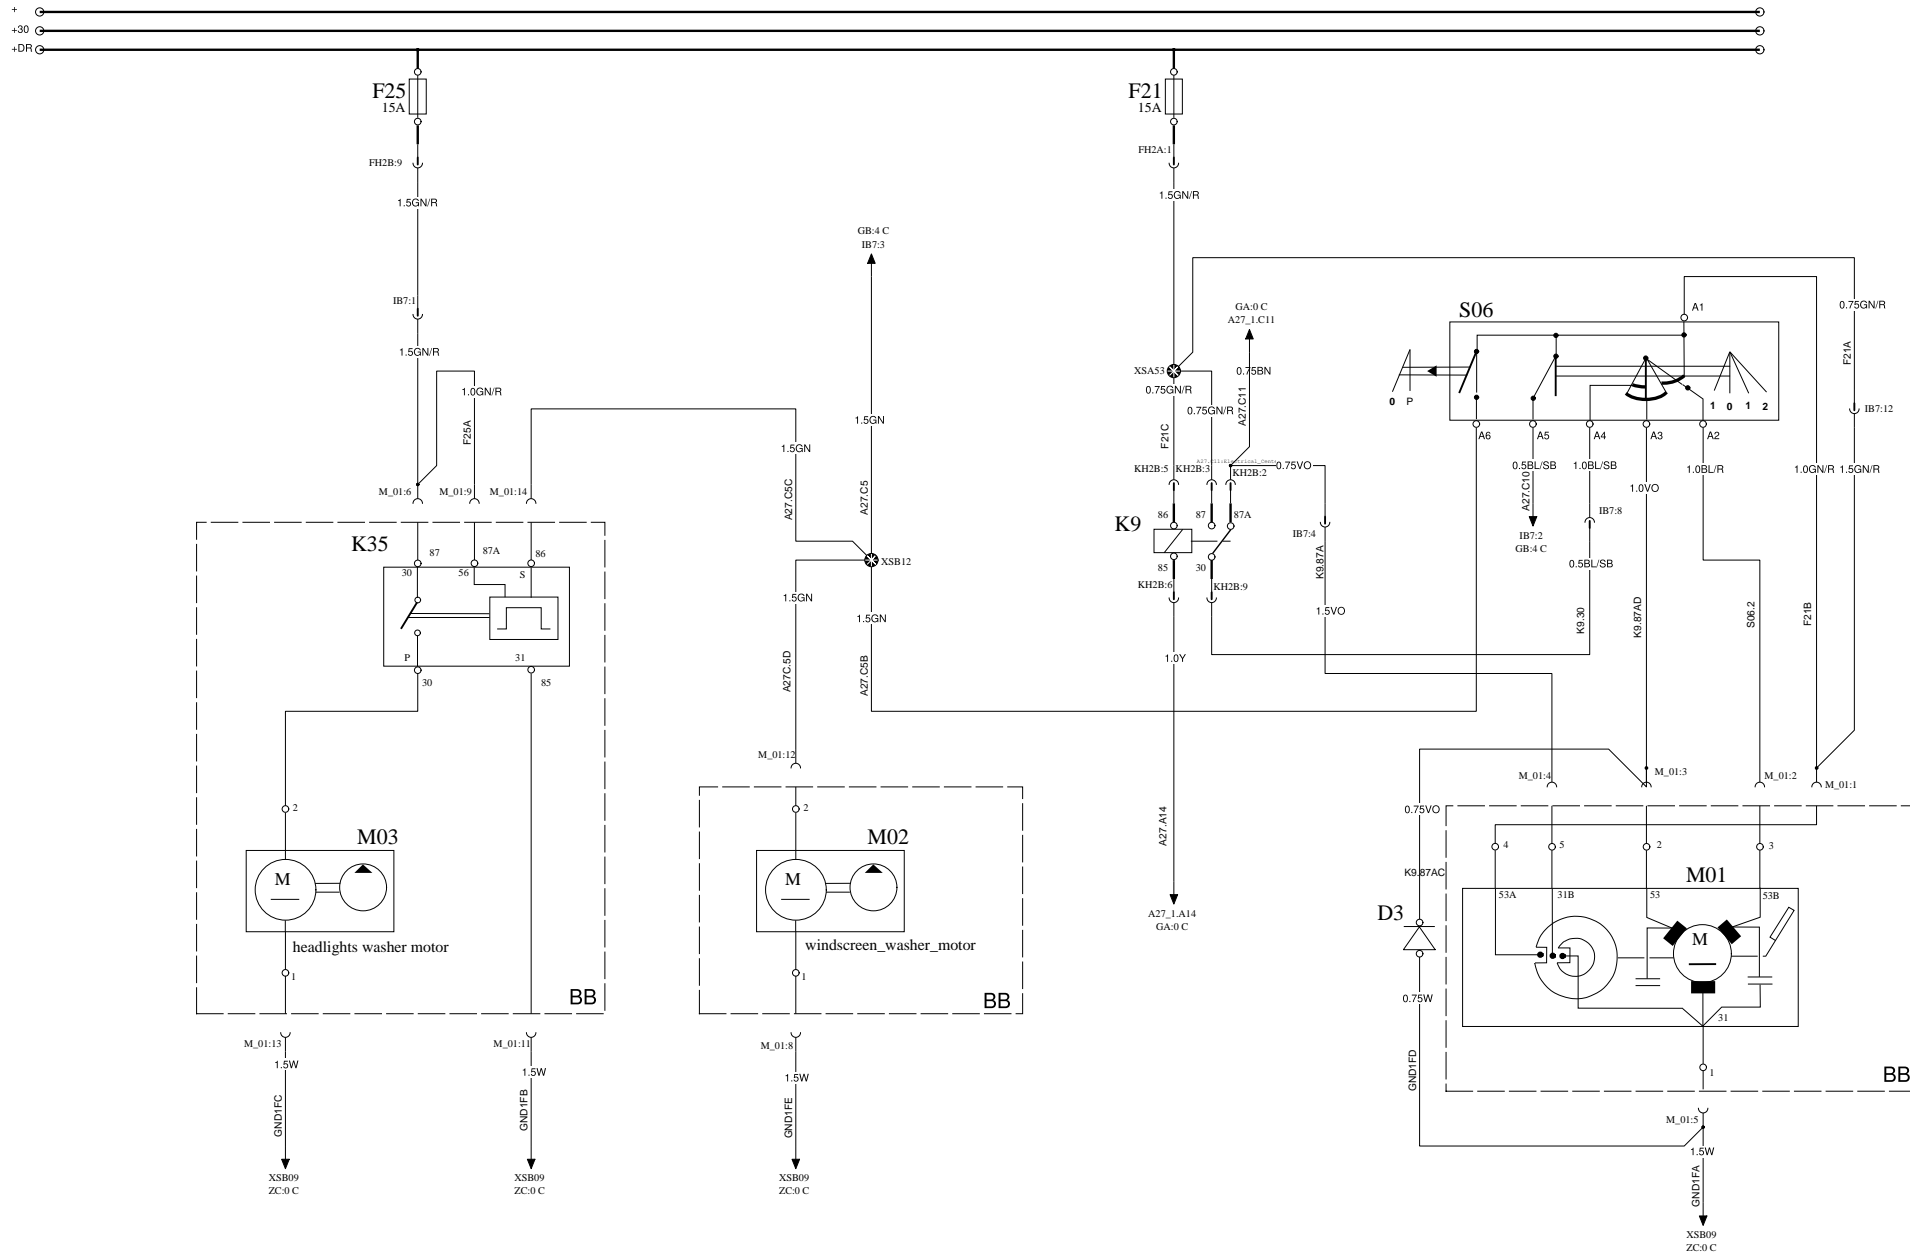 +
+30
+DR
F25
15A
F21
15A
FH2B:9
FH2A:1
1.5GN/R
1.5GN/R
GB:4 C
IB7:3
IB7:1
GA:0 C
A27_1.C11
S06
A1
0.75GN/R
1.5GN/R
F21A
XSA53
0.75BN
0.75GN/R
1.0GN/R
0.75GN/R
A27.C11
0 P
1 0 1 2
IB7:12
1.5GN
F25A
1.5GN
F21C
A6
A5
A4
A3
A2
KH2B:5
KH2B:3
KH2B:2
0.75VO
0.5BL/SB
1.0BL/SB
1.0BL/R
1.0GN/R
1.5GN/R
M_01:6
M_01:9
M_01:14
A27.C5C
A27.C5
A27.C10
1.0VO
86
87
87A
IB7:8
K9
IB7:4
IB7:2
GB:4 C
K35
87
87A
86
XSB12
30
56
S
85
30
K9.87A
0.5BL/SB
KH2B:6
KH2B:9
1.5GN
1.5GN
1.5VO
K9.30
K9.87AD
S06.2
F21B
P
31
A27C.5D
A27.C5B
1.0Y
30
85
M_01:12
M_01:4
M_01:3
M_01:2
M_01:1
2
2
0.75VO
A27.A14
M03
M02
4
5
2
3
M
M
K9.87AC
M01
53A
31B
53
53B
A27_1.A14
GA:0 C
D3
headlights washer motor
windscreen_washer_motor
M
1
1
BB
BB
0.75W
31
M_01:13
M_01:11
M_01:8
1.5W
1.5W
1.5W
GND1FD
1
BB
GND1FC
GND1FB
GND1FE
M_01:5
1.5W
XSB09
ZC:0 C
XSB09
ZC:0 C
XSB09
ZC:0 C
GND1FA
XSB09
ZC:0 C